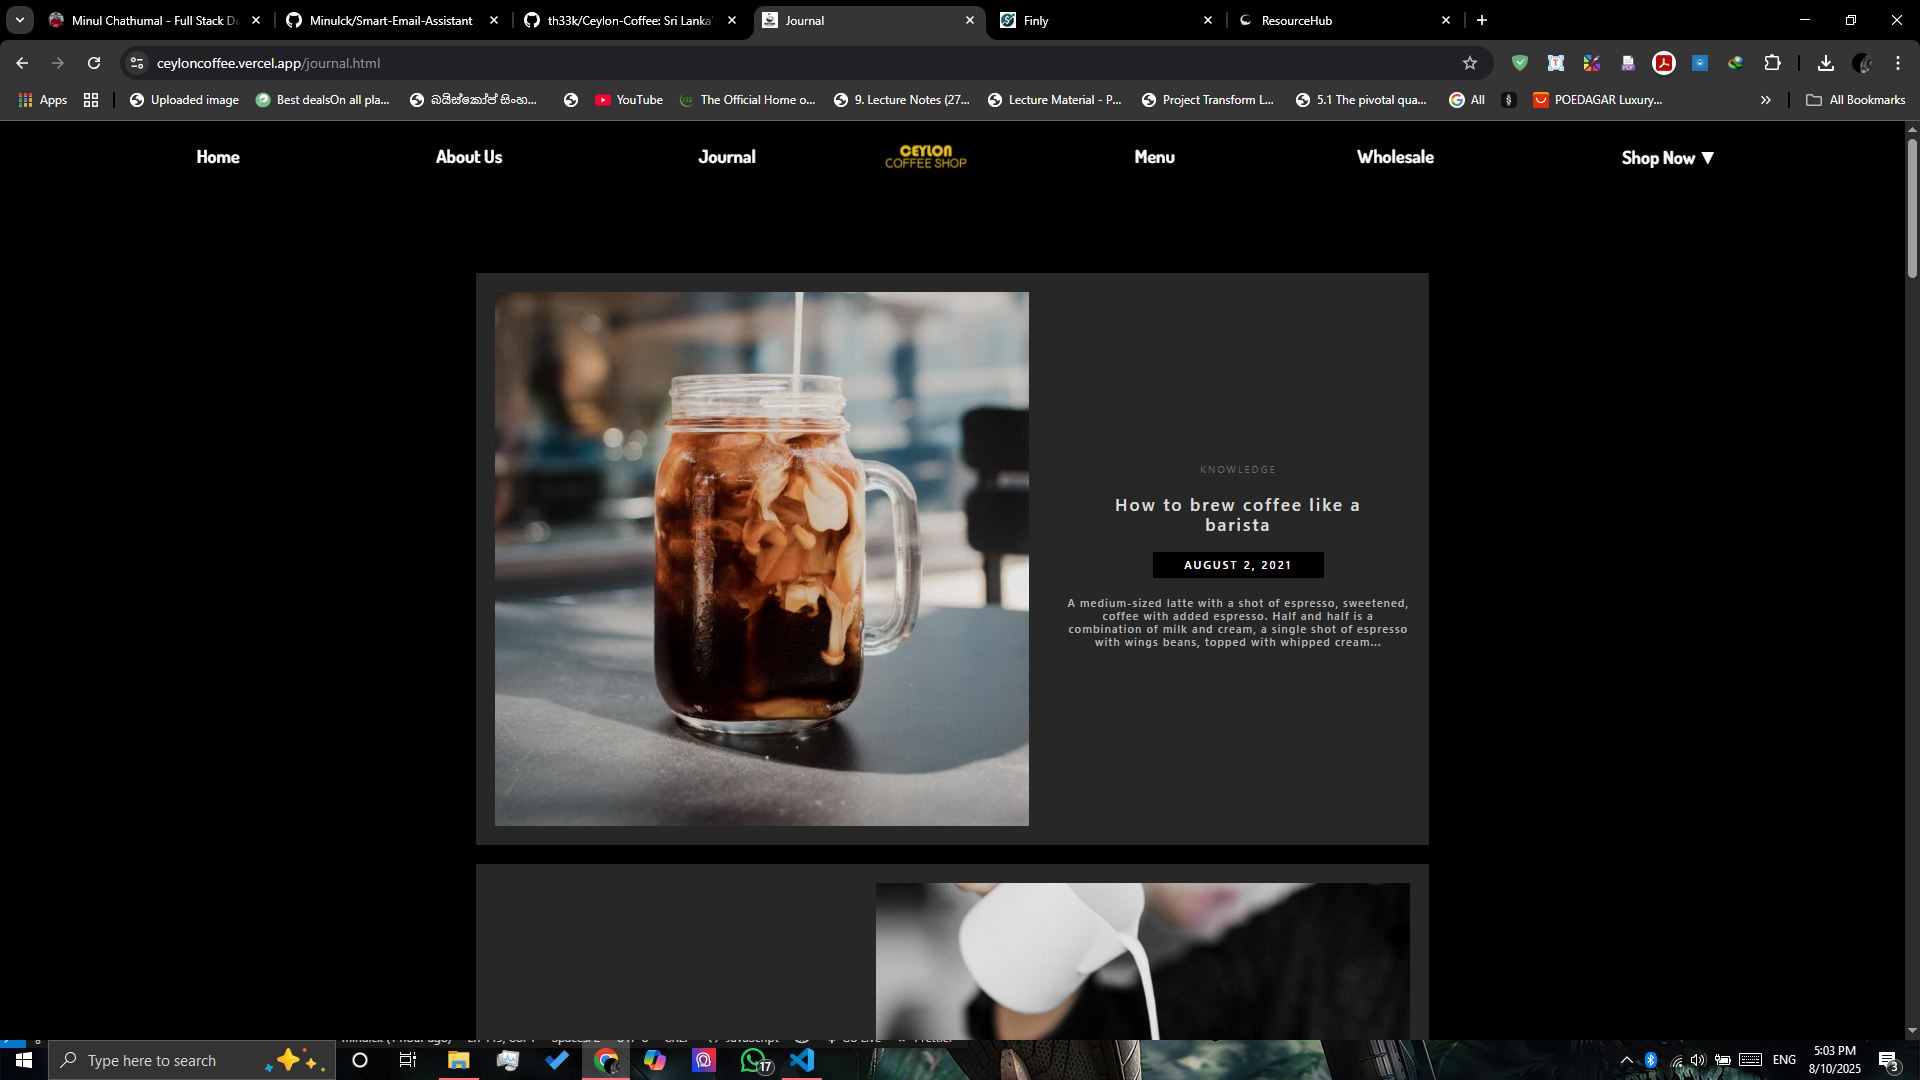 Minul Chathumal - Full Stack De
Minulck/Smart-Email-Assistant
th33k/Ceylon-Coffee: Sri Lanka'
Journal
Finly
ResourceHub
ceyloncoffee.vercel.app/journal.html
Apps
Uploaded image
Best dealsOn all pla...
බයිස්කෝප් සිංහ...
YouTube
The Official Home o...
9. Lecture Notes (27...
Lecture Material - P...
Project Transform L...
5.1 The pivotal qua...
All
POEDAGAR Luxury...
All Bookmarks
Home
About Us
Journal
CEYLON
COFFEE SHOP
Menu
Wholesale
Shop Now ▼
KNOWLEDGE
How to brew coffee like a
barista
AUGUST 2, 2021
A medium-sized latte with a shot of espresso, sweetened,
coffee with added espresso. Half and half is a
combination of milk and cream, a single shot of espresso
with wings beans, topped with whipped cream...
Type here to search
17
ENG
5:03 PM
8/10/2025
3